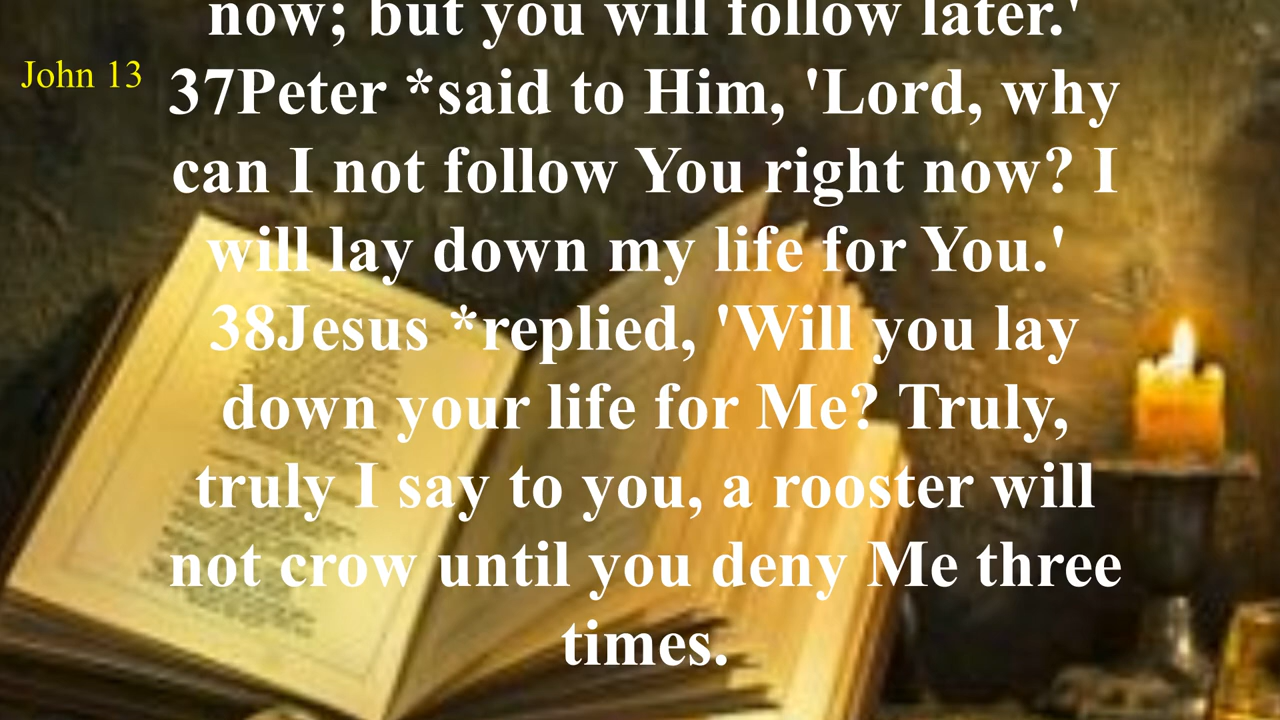 now; but you will follow later.'
John 13
37Peter *said to Him, 'Lord, why
can I not follow You right now? I
will lay down my life for You.'
38Jesus *replied, 'Will you lay
down your life for Me? Truly,
truly I say to you, a rooster will
not crow until you deny Me three
times.